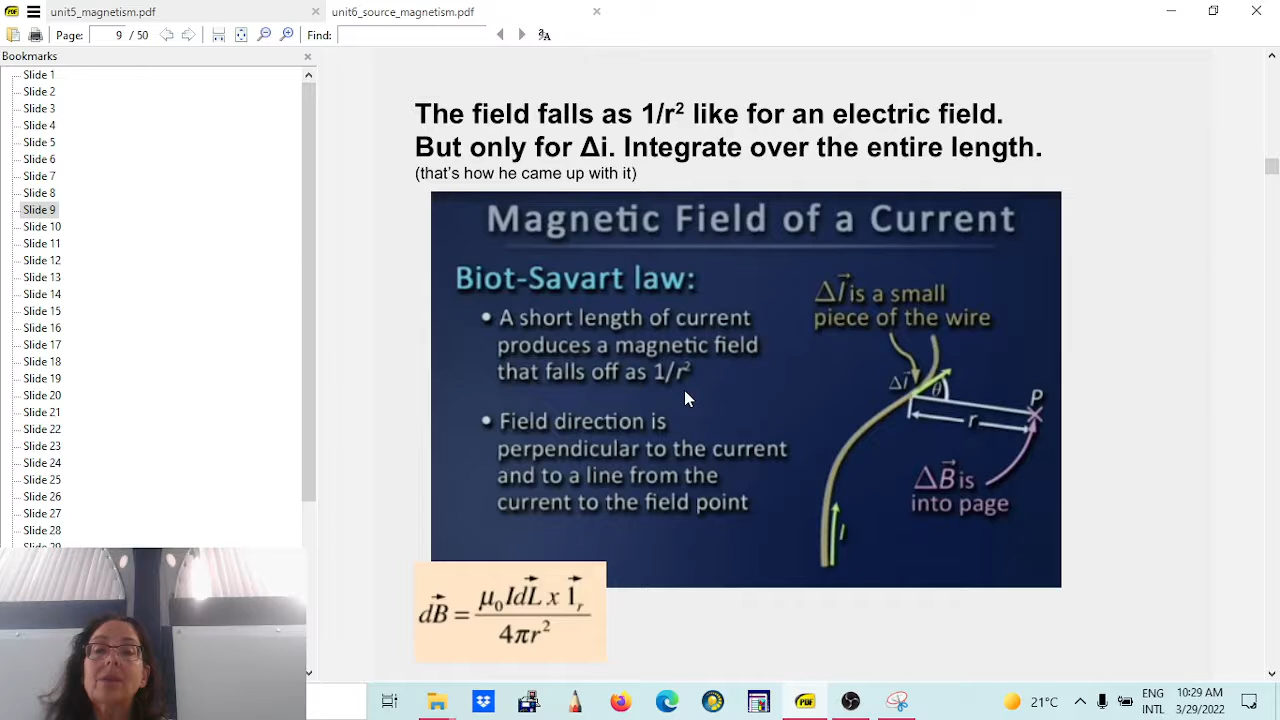 unit5_magnetism.pdf
unit6_source_magnetism.pdf
Page: 9 / 50 Find:
Bookmarks
Slide 1
Slide 2
Slide 3
Slide 4
Slide 5
Slide 6
Slide 7
Slide 8
Slide 9
Slide 10
Slide 11
Slide 12
Slide 13
Slide 14
Slide 15
Slide 16
Slide 17
Slide 18
Slide 19
Slide 20
Slide 21
Slide 22
Slide 23
Slide 24
Slide 25
Slide 26
Slide 27
Slide 28
Slide 29
The field falls as 1/r² like for an electric field.
But only for Δi. Integrate over the entire length.
(that's how he came up with it)
Magnetic Field of a Current
Biot-Savart law:
• A short length of current
produces a magnetic field
that falls off as 1/r²
• Field direction is
perpendicular to the current
and to a line from the
current to the field point
Δl⃗ is a small
piece of the wire
Δl⃗
θ
P
r
ΔB⃗ is
into page
I
dB⃗ = μ₀IdL⃗ x 1⃗ᵣ / 4πr²
21°C
ENG
INTL
10:29 AM
3/29/2022